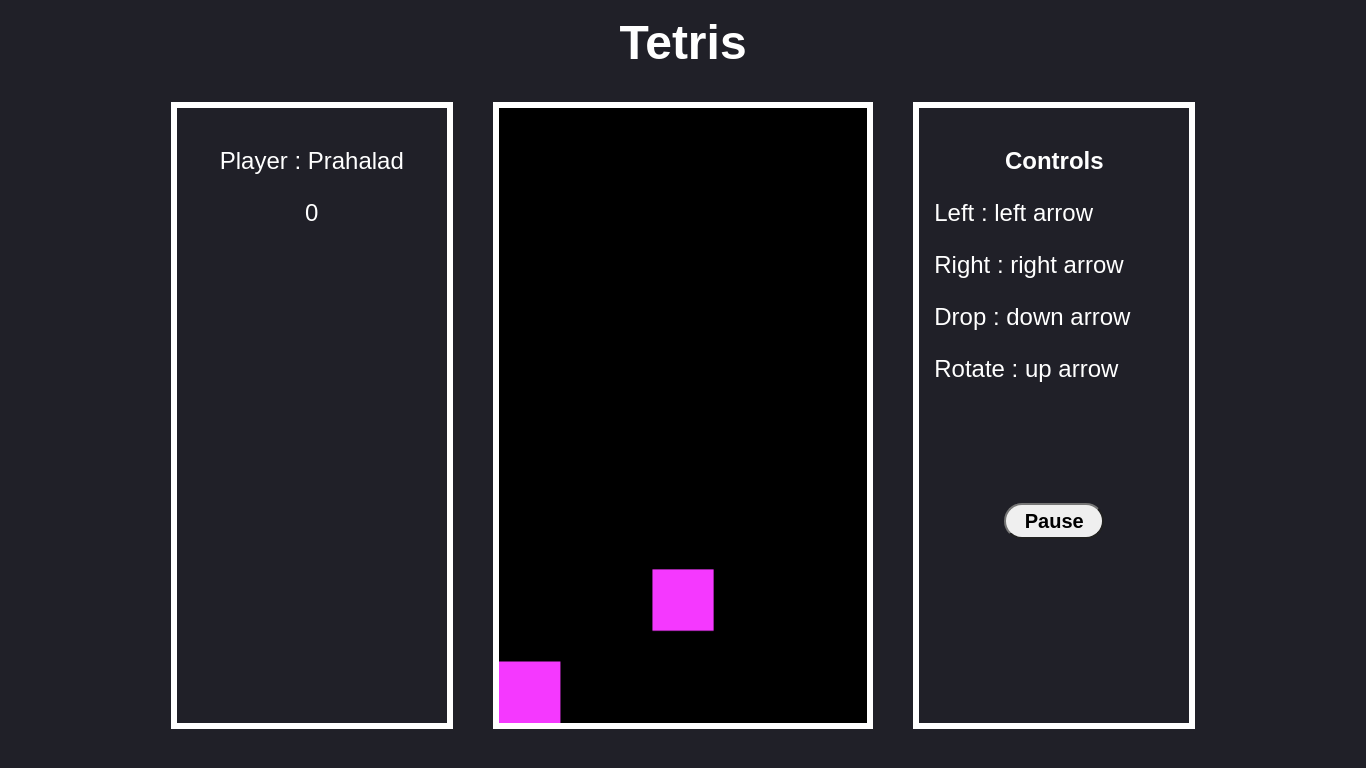 Tetris
Player : Prahalad
0
Controls
Left : left arrow
Right : right arrow
Drop : down arrow
Rotate : up arrow
Pause